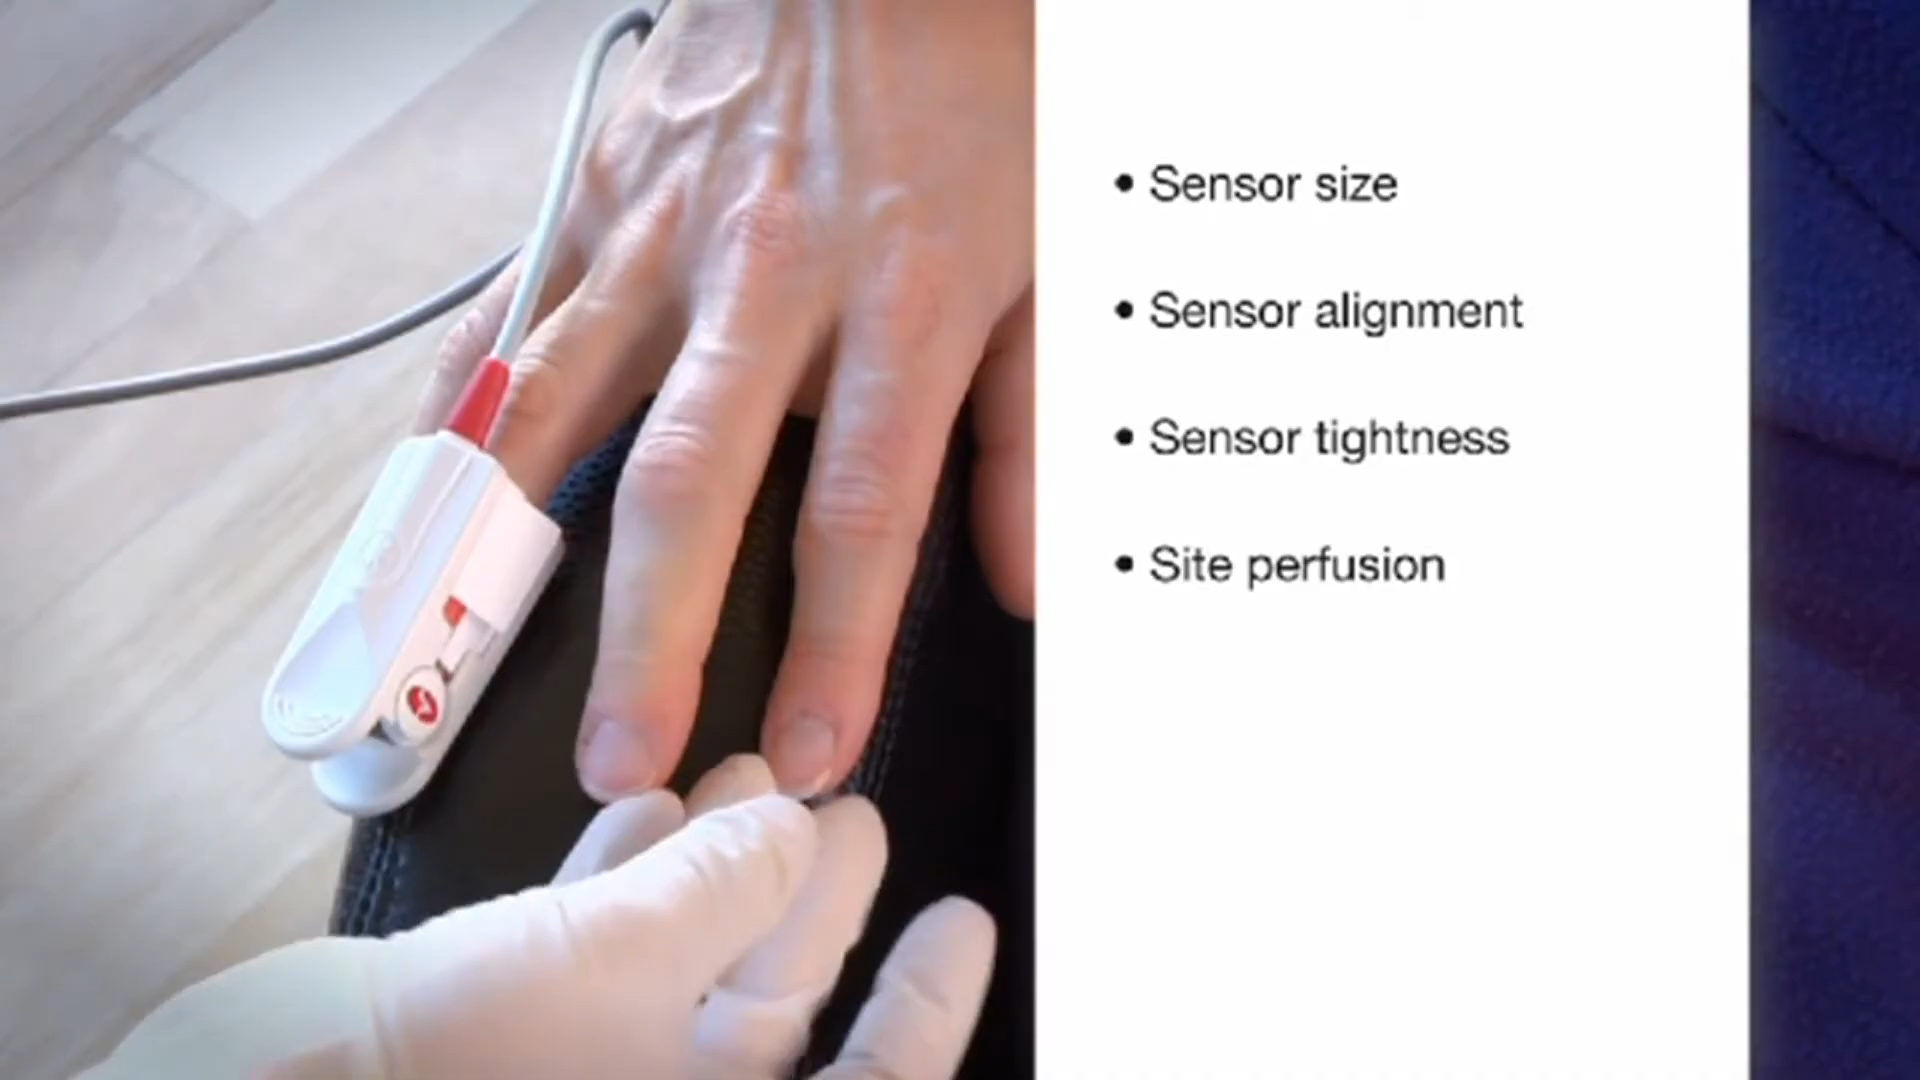 • Sensor size
• Sensor alignment
• Sensor tightness
• Site perfusion